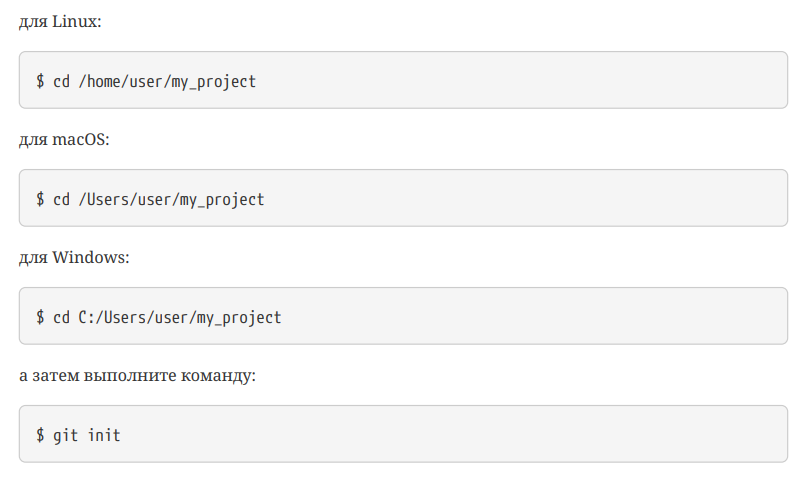 для Linux:
$ cd /home/user/my_project
для macOS:
$ cd /Users/user/my_project
для Windows:
$ cd C:/Users/user/my_project
а затем выполните команду:
$ git init